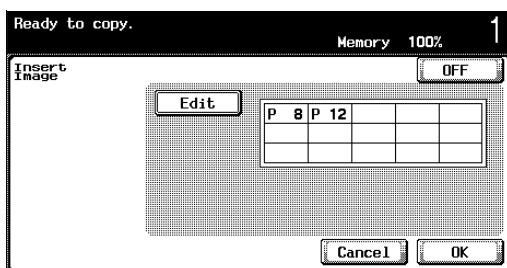 Ready to copy.
Memory 100% 1
Insert
Image
OFF
Edit
P 8 P 12
Cancel OK